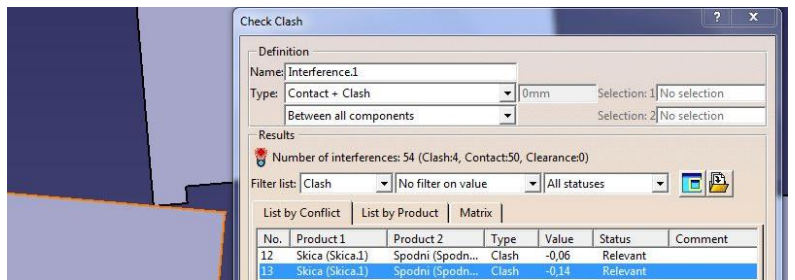 Check Clash
? X
Definition
Name: Interference.1
Type: Contact + Clash 0mm Selection: 1 No selection
Between all components Selection: 2 No selection
Results
Number of interferences: 54 (Clash:4, Contact:50, Clearance:0)
Filter list: Clash No filter on value All statuses
List by Conflict List by Product Matrix
No. Product 1 Product 2 Type Value Status Comment
12 Skica (Skica.1) Spodni (Spodn... Clash -0,06 Relevant
13 Skica (Skica.1) Spodni (Spodn... Clash -0,14 Relevant